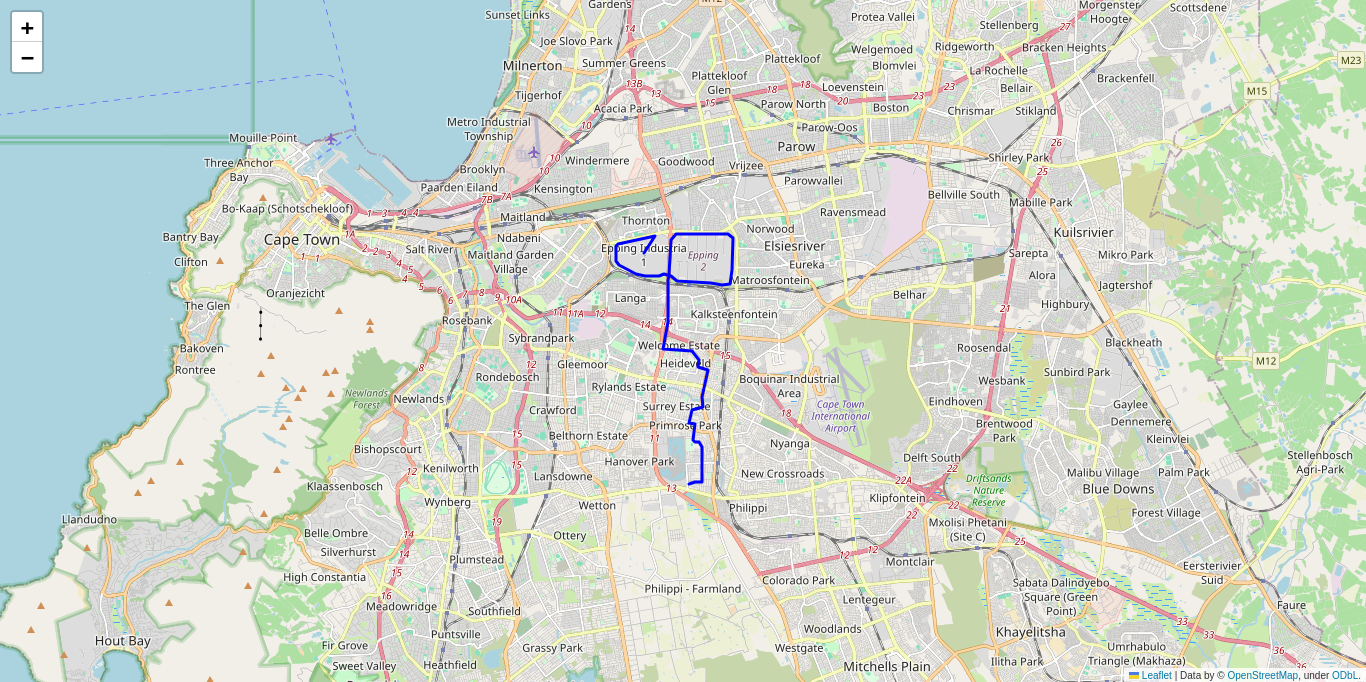 +
−
Sunset Links
Gardens
M12
Protea Vallei
Morgenster
Hoogte
Scottsdene
Stellenberg
14
27
Joe Slovo Park
Welgemoed
Ridgeworth
Bracken Heights
M23
Milnerton
Summer Greens
Plattekloof
Blomvlei
La Rochelle
Plattekloof
Glen
Brackenfell
Tijgerhof
13B
13
15
18
18
20
Loevenstein
23
23
Bellair
M15
Acacia Park
Parow North
Boston
Chrismar
Stikland
Metro Industrial
Township
10
Parow-Oos
26
Mouille Point
Parow
Three Anchor
Bay
Windermere
Goodwood
Vrijzee
Shirley Park
Brooklyn
10
Parowvallei
25
Paarden Eiland
7B
7A
Kensington
Bellville South
Mabille Park
Bo-Kaap (Schotschekloof)
1
3
4
4
Maitland
Thornton
Ravensmead
Bantry Bay
1A
Cape Town
Ndabeni
Norwood
Kuilsrivier
Salt River
2
Maitland Garden
Village
Epping Industria
1
Epping
2
Elsiesriver
Sarepta
Mikro Park
Clifton
1
1
5
6
7
8
9
Eureka
Alora
Oranjezicht
6
10A
Langa
Matroosfontein
Belhar
Jagtershof
The Glen
11
11A
12
14
14
Kalksteenfontein
21
Highbury
Rosebank
Sybrandpark
Welcome Estate
15
Roosendal
Blackheath
Bakoven
Rontree
8
Gleemoor
Heideveld
M12
Rondebosch
Rylands Estate
Boquinar Industrial
Area
Wesbank
Sunbird Park
Newlands
Forest
Newlands
Crawford
Surrey Estate
18
Cape Town
International
Airport
Eindhoven
Gaylee
Primrose Park
Brentwood
Park
Dennemere
Bishopscourt
Belthorn Estate
11
Nyanga
Kleinvlei
Kenilworth
15
Hanover Park
New Crossroads
Delft South
22
Malibu Village
Palm Park
Stellenbosch
Agri-Park
Klaassenbosch
Lansdowne
22A
Driftsands
Nature
Reserve
Blue Downs
Wynberg
13
Klipfontein
22
Llandudno
Wetton
Philippi
22
Forest Village
19
Mxolisi Phetani
(Site C)
Belle Ombre
Ottery
25
Silverhurst
14
12
12
Montclair
Plumstead
Eersterivier
Suid
High Constantia
15
Colorado Park
Sabata Dalindyebo
Square (Green
Point)
16
Philippi - Farmland
Lentegeur
Faure
Meadowridge
Southfield
33
Hout Bay
Puntsville
Woodlands
Khayelitsha
33
Fir Grove
Grassy Park
Westgate
Umrhabulo
Triangle (Makhaza)
36
Sweet Valley
Heathfield
Mitchells Plain
Ilitha Park
Leaflet | Data by © OpenStreetMap, under ODbL.